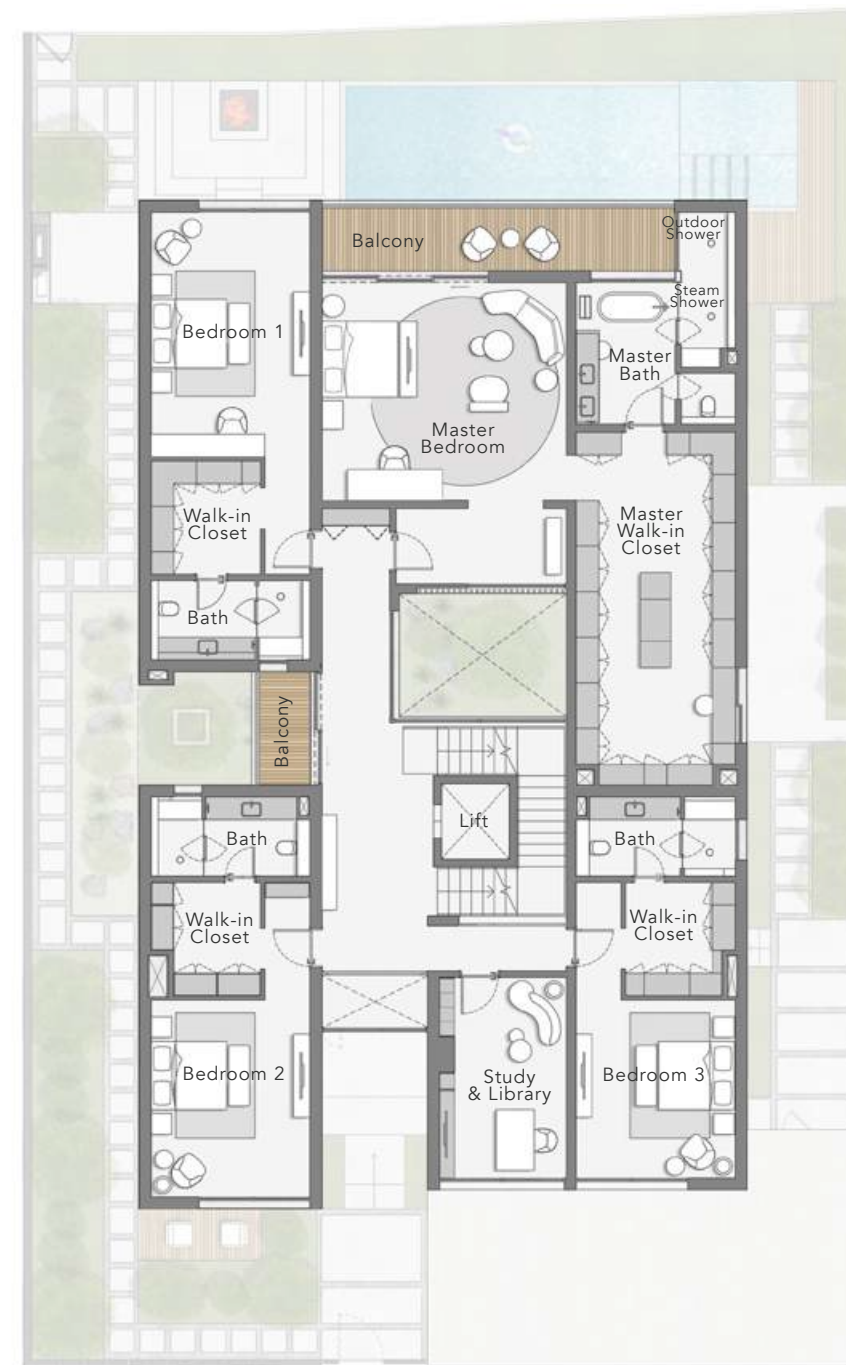 Outdoor
Shower
Balcony
Steam
Shower
Bedroom 1
Master
Bath
Master
Bedroom
Walk-in
Closet
Master
Walk-in
Closet
Bath
Balcony
Lift
Bath
Bath
Walk-in
Closet
Walk-in
Closet
Bedroom 2
Study
& Library
Bedroom 3